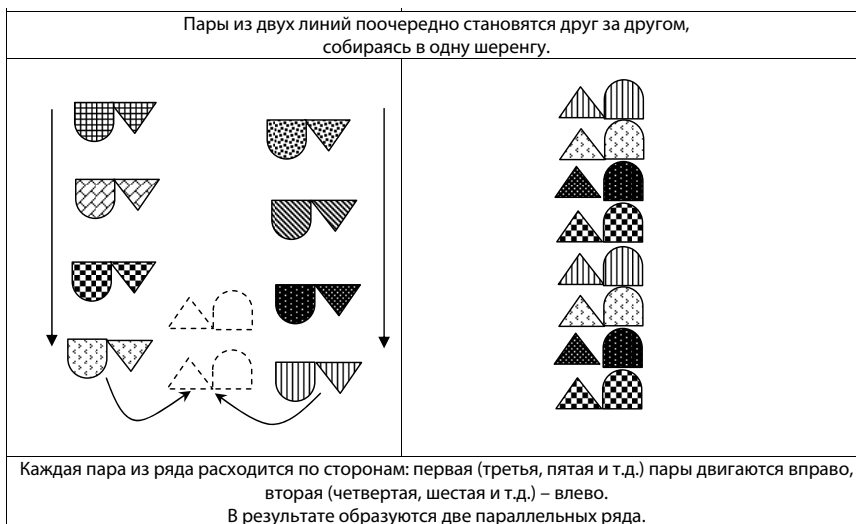 Пары из двух линий поочередно становятся друг за другом,
собираясь в одну шеренгу.
Каждая пара из ряда расходится по сторонам: первая (третья, пятая и т.д.) пары двигаются вправо,
вторая (четвертая, шестая и т.д.) – влево.
В результате образуются две параллельных ряда.